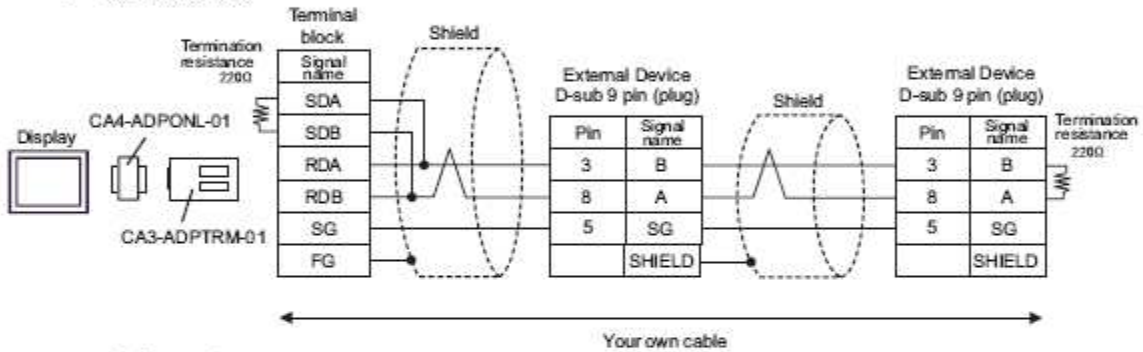 Terminal block
Shield
Termination resistance 220Ω
Signal name
SDA
SDB
RDA
RDB
SG
FG
Display
CA4-ADPONL-01
CA3-ADPTRM-01
External Device
D-sub 9 pin (plug)
Pin Signal name
3 B
8 A
5 SG
SHIELD
Shield
External Device
D-sub 9 pin (plug)
Pin Signal name
3 B
8 A
5 SG
SHIELD
Termination resistance 220Ω
Your own cable